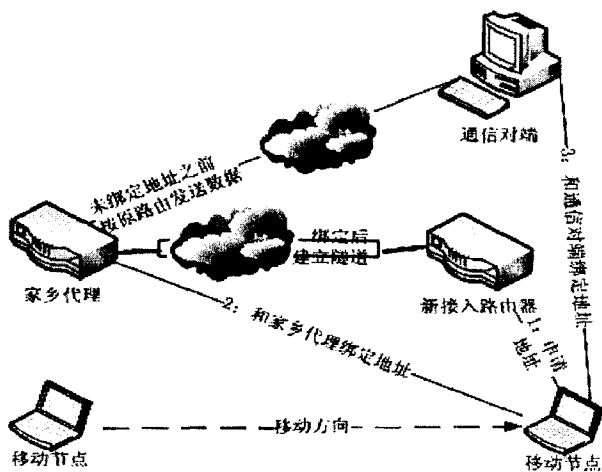 通信对端
未绑定地址之前
按原路由发送数据
绑定后
建立隧道
家乡代理
新接入路由器
3：和通信对端绑定地址
2：和家乡代理绑定地址
1：申请
地址
移动节点
移动方向
移动节点